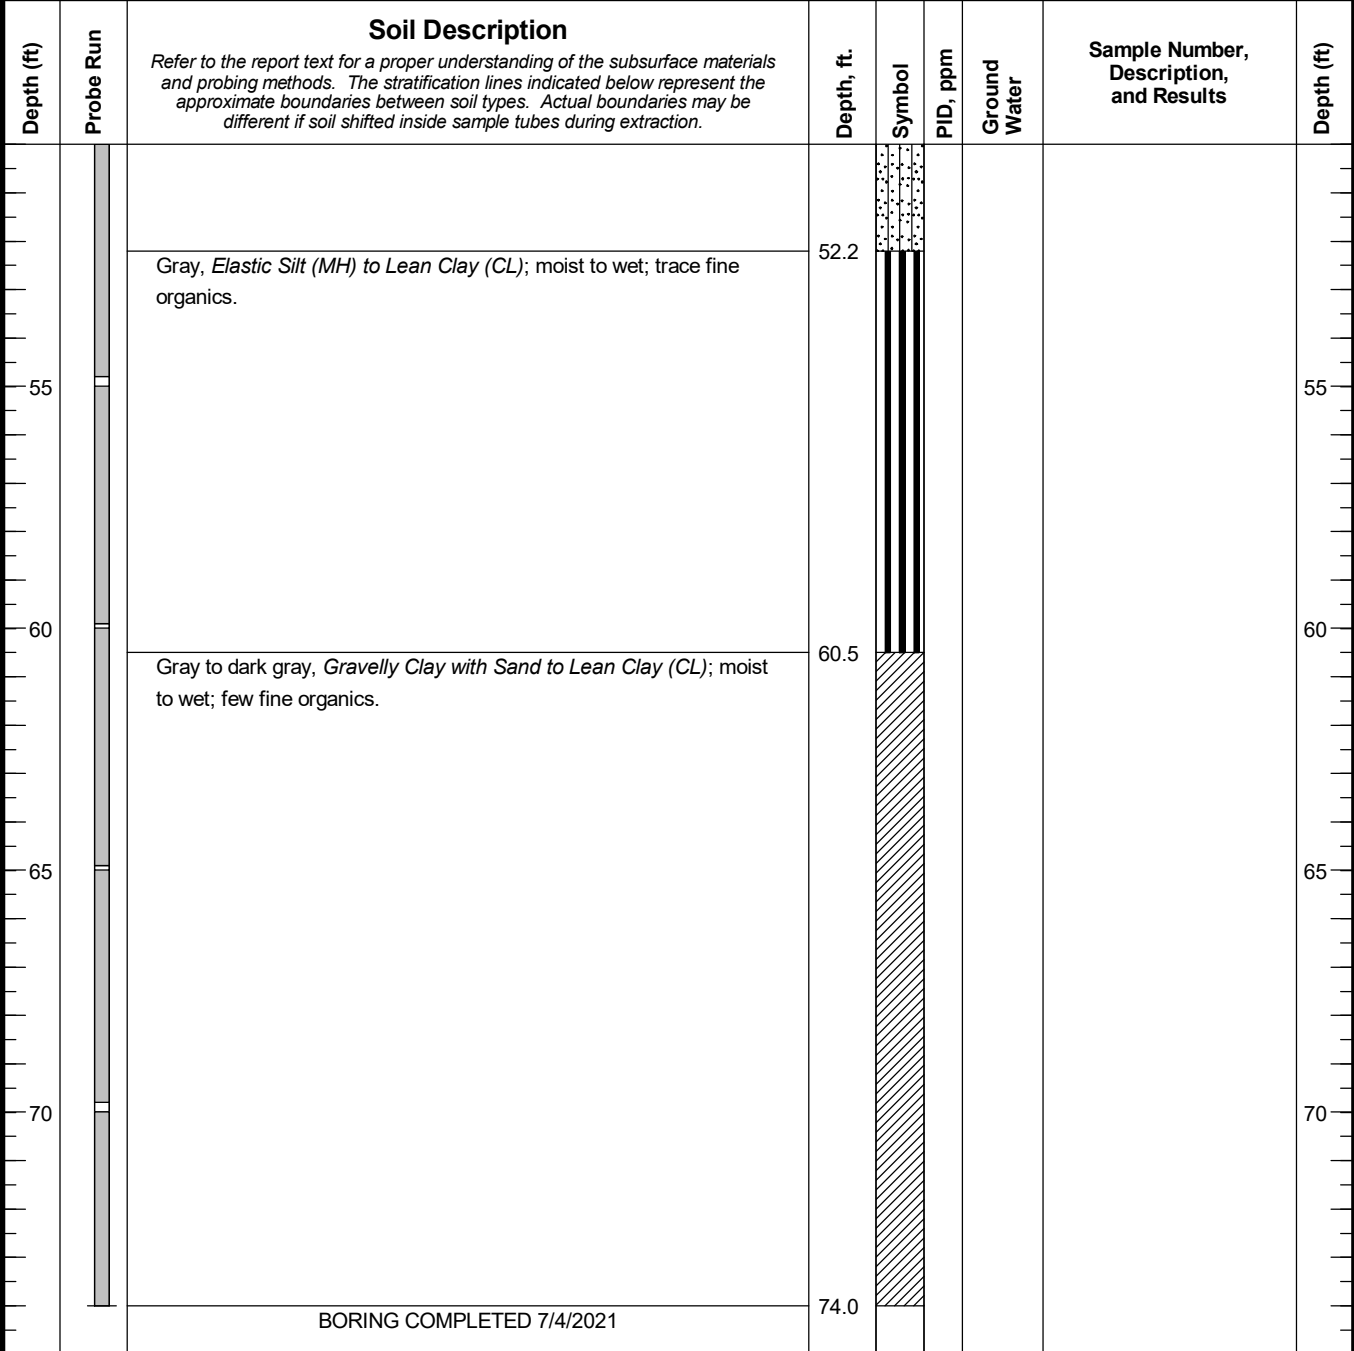 Depth (ft)
Probe Run
Soil Description
Refer to the report text for a proper understanding of the subsurface materials
and probing methods. The stratification lines indicated below represent the
approximate boundaries between soil types. Actual boundaries may be
different if soil shifted inside sample tubes during extraction.
Depth, ft.
Symbol
PID, ppm
Ground
Water
Sample Number,
Description,
and Results
Depth (ft)
52.2
Gray, Elastic Silt (MH) to Lean Clay (CL); moist to wet; trace fine
organics.
55
55
60
60
60.5
Gray to dark gray, Gravelly Clay with Sand to Lean Clay (CL); moist
to wet; few fine organics.
65
65
70
70
74.0
BORING COMPLETED 7/4/2021